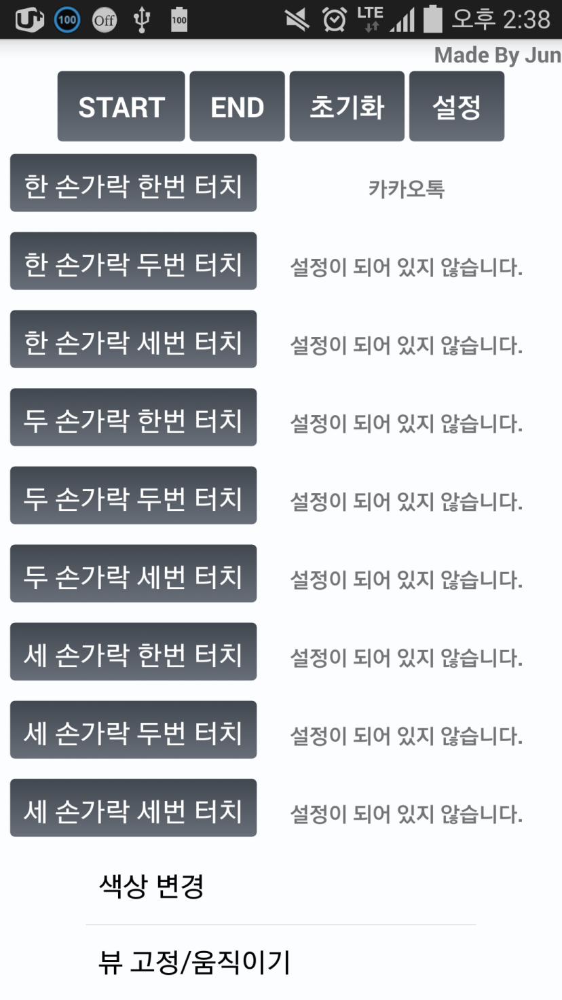 U+ 100 Off 100 LTE 오후 2:38
Made By Jun
START END 초기화 설정
한 손가락 한번 터치 카카오톡
한 손가락 두번 터치 설정이 되어 있지 않습니다.
한 손가락 세번 터치 설정이 되어 있지 않습니다.
두 손가락 한번 터치 설정이 되어 있지 않습니다.
두 손가락 두번 터치 설정이 되어 있지 않습니다.
두 손가락 세번 터치 설정이 되어 있지 않습니다.
세 손가락 한번 터치 설정이 되어 있지 않습니다.
세 손가락 두번 터치 설정이 되어 있지 않습니다.
세 손가락 세번 터치 설정이 되어 있지 않습니다.
색상 변경
뷰 고정/움직이기